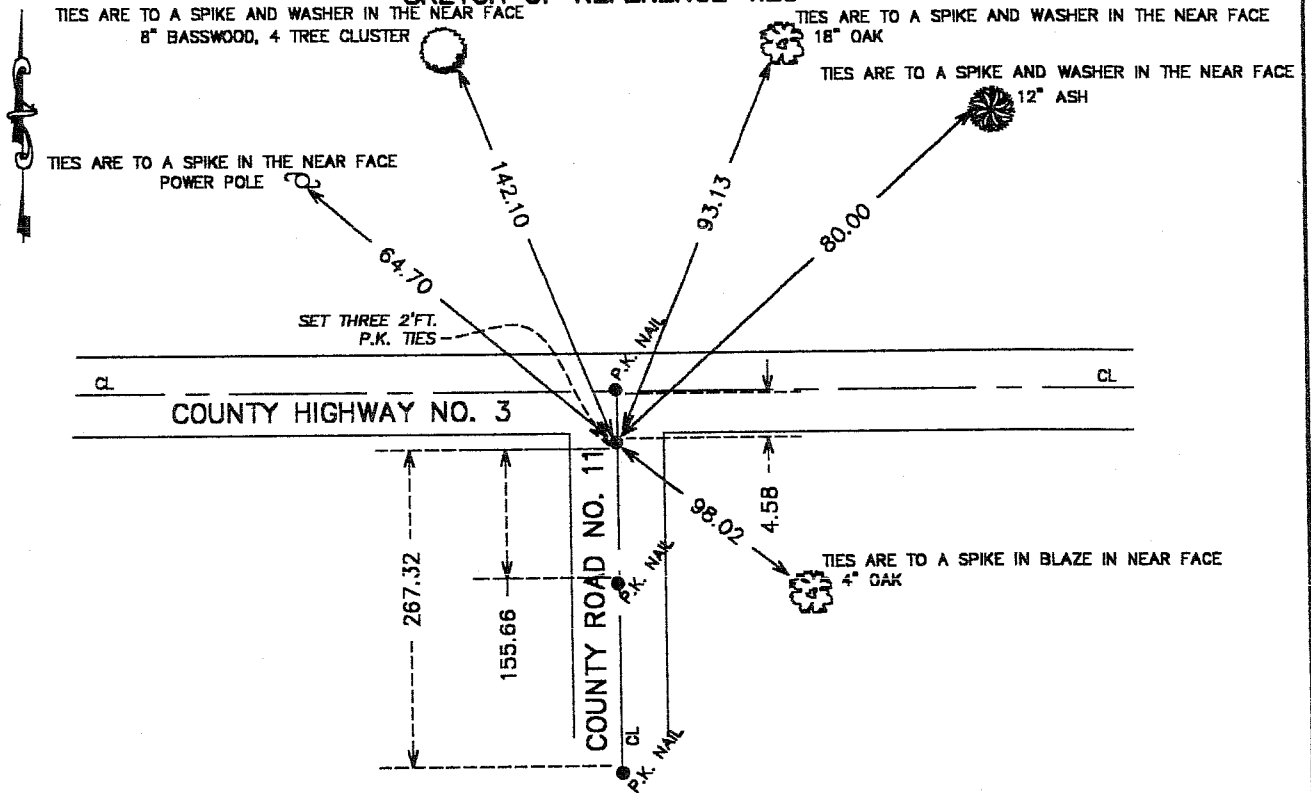 SKETCH OF REFERENCE TIES
TIES ARE TO A SPIKE AND WASHER IN THE NEAR FACE
8" BASSWOOD, 4 TREE CLUSTER
TIES ARE TO A SPIKE AND WASHER IN THE NEAR FACE
18" OAK
TIES ARE TO A SPIKE AND WASHER IN THE NEAR FACE
12" ASH
TIES ARE TO A SPIKE IN THE NEAR FACE
POWER POLE
142.10
93.13
80.00
64.70
SET THREE 2'FT.
P.K. TIES
P.K. NAIL
CL
CL
COUNTY HIGHWAY NO. 3
COUNTY ROAD NO. 11
4.58
98.02
267.32
155.66
P.K. NAIL
TIES ARE TO A SPIKE IN BLAZE IN NEAR FACE
4" OAK
CL
P.K. NAIL